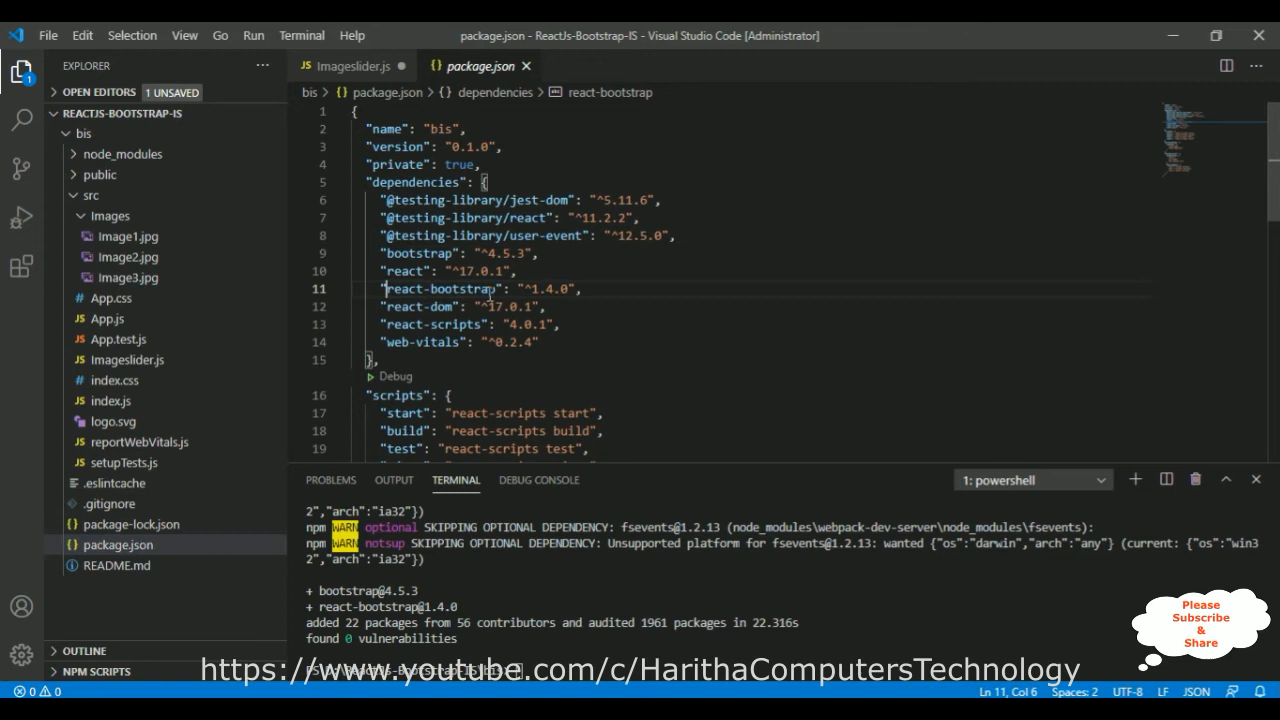 File Edit Selection View Go Run Terminal Help
package.json - ReactJs-Bootstrap-IS - Visual Studio Code [Administrator]
EXPLORER
1
OPEN EDITORS 1 UNSAVED
REACTJS-BOOTSTRAP-IS
bis
node_modules
public
src
Images
Image1.jpg
Image2.jpg
Image3.jpg
# App.css
JS App.js
JS App.test.js
JS Imageslider.js
# index.css
JS index.js
logo.svg
JS reportWebVitals.js
JS setupTests.js
.eslintcache
.gitignore
{} package-lock.json
{} package.json
README.md
OUTLINE
NPM SCRIPTS
JS Imageslider.js
{} package.json
bis > {} package.json > {} dependencies > react-bootstrap
1 {
2 "name": "bis",
3 "version": "0.1.0",
4 "private": true,
5 "dependencies": {
6 "@testing-library/jest-dom": "^5.11.6",
7 "@testing-library/react": "^11.2.2",
8 "@testing-library/user-event": "^12.5.0",
9 "bootstrap": "^4.5.3",
10 "react": "^17.0.1",
11 "react-bootstrap": "^1.4.0",
12 "react-dom": "^17.0.1",
13 "react-scripts": "4.0.1",
14 "web-vitals": "^0.2.4"
15 },
Debug
16 "scripts": {
17 "start": "react-scripts start",
18 "build": "react-scripts build",
19 "test": "react-scripts test",
PROBLEMS OUTPUT TERMINAL DEBUG CONSOLE
1: powershell
2","arch":"ia32"})
npm WARN optional SKIPPING OPTIONAL DEPENDENCY: fsevents@1.2.13 (node_modules\webpack-dev-server\node_modules\fsevents):
npm WARN notsup SKIPPING OPTIONAL DEPENDENCY: Unsupported platform for fsevents@1.2.13: wanted {"os":"darwin","arch":"any"} (current: {"os":"win3
2","arch":"ia32"})
+ bootstrap@4.5.3
+ react-bootstrap@1.4.0
added 22 packages from 56 contributors and audited 1961 packages in 22.316s
found 0 vulnerabilities
https://www.youtube.com/c/HarithaComputersTechnology
Please
Subscribe
&
Share
0 0
Ln 11, Col 6 Spaces: 2 UTF-8 LF JSON